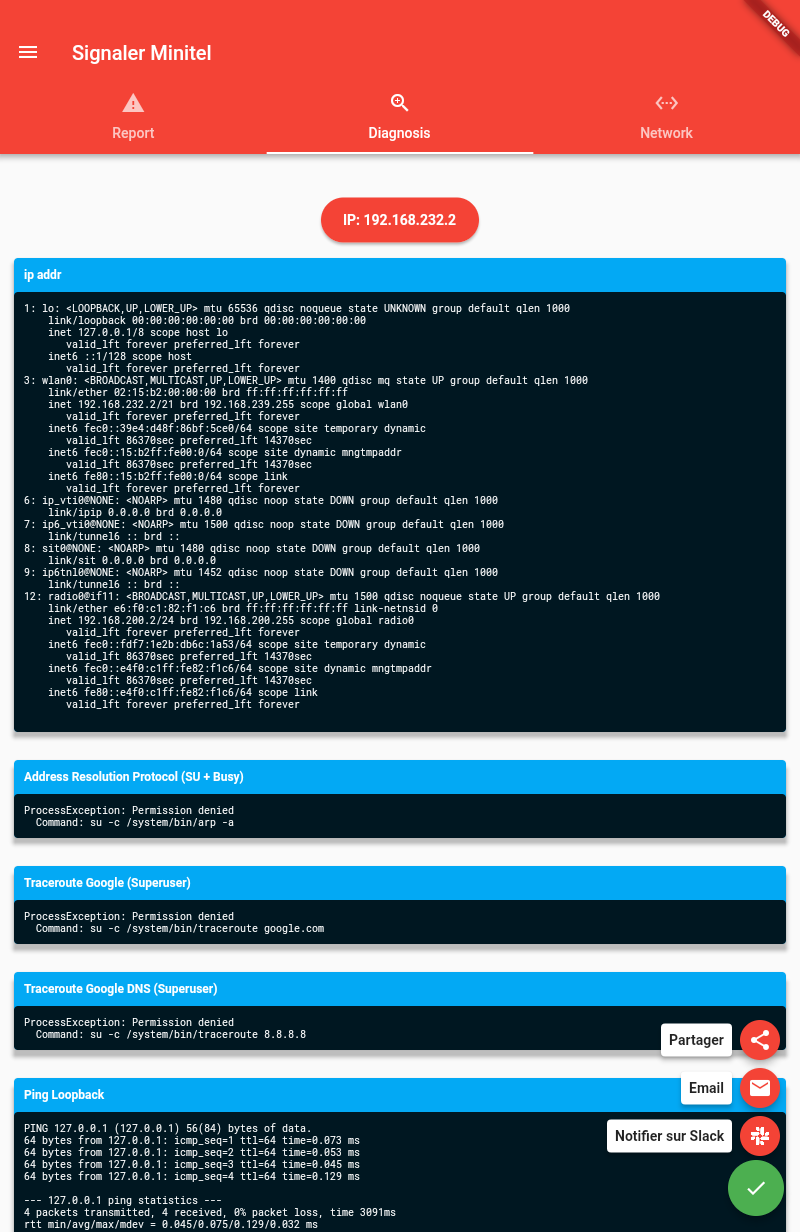 DEBUG
Signaler Minitel
Report
Diagnosis
Network
IP: 192.168.232.2
ip addr
1: lo: <LOOPBACK,UP,LOWER_UP> mtu 65536 qdisc noqueue state UNKNOWN group default qlen 1000
    link/loopback 00:00:00:00:00:00 brd 00:00:00:00:00:00
    inet 127.0.0.1/8 scope host lo
       valid_lft forever preferred_lft forever
    inet6 ::1/128 scope host
       valid_lft forever preferred_lft forever
3: wlan0: <BROADCAST,MULTICAST,UP,LOWER_UP> mtu 1400 qdisc mq state UP group default qlen 1000
    link/ether 02:15:b2:00:00:00 brd ff:ff:ff:ff:ff:ff
    inet 192.168.232.2/21 brd 192.168.239.255 scope global wlan0
       valid_lft forever preferred_lft forever
    inet6 fec0::39e4:d48f:86bf:5ce0/64 scope site temporary dynamic
       valid_lft 86370sec preferred_lft 14370sec
    inet6 fec0::15:b2ff:fe00:0/64 scope site dynamic mngtmpaddr
       valid_lft 86370sec preferred_lft 14370sec
    inet6 fe80::15:b2ff:fe00:0/64 scope link
       valid_lft forever preferred_lft forever
6: ip_vti0@NONE: <NOARP> mtu 1480 qdisc noop state DOWN group default qlen 1000
    link/ipip 0.0.0.0 brd 0.0.0.0
7: ip6_vti0@NONE: <NOARP> mtu 1500 qdisc noop state DOWN group default qlen 1000
    link/tunnel6 :: brd ::
8: sit0@NONE: <NOARP> mtu 1480 qdisc noop state DOWN group default qlen 1000
    link/sit 0.0.0.0 brd 0.0.0.0
9: ip6tnl0@NONE: <NOARP> mtu 1452 qdisc noop state DOWN group default qlen 1000
    link/tunnel6 :: brd ::
12: radio0@if11: <BROADCAST,MULTICAST,UP,LOWER_UP> mtu 1500 qdisc noqueue state UP group default qlen 1000
    link/ether e6:f0:c1:82:f1:c6 brd ff:ff:ff:ff:ff:ff link-netnsid 0
    inet 192.168.200.2/24 brd 192.168.200.255 scope global radio0
       valid_lft forever preferred_lft forever
    inet6 fec0::fdf7:1e2b:db6c:1a53/64 scope site temporary dynamic
       valid_lft 86370sec preferred_lft 14370sec
    inet6 fec0::e4f0:c1ff:fe82:f1c6/64 scope site dynamic mngtmpaddr
       valid_lft 86370sec preferred_lft 14370sec
    inet6 fe80::e4f0:c1ff:fe82:f1c6/64 scope link
       valid_lft forever preferred_lft forever
Address Resolution Protocol (SU + Busy)
ProcessException: Permission denied
  Command: su -c /system/bin/arp -a
Traceroute Google (Superuser)
ProcessException: Permission denied
  Command: su -c /system/bin/traceroute google.com
Traceroute Google DNS (Superuser)
ProcessException: Permission denied
  Command: su -c /system/bin/traceroute 8.8.8.8
Partager
Email
Notifier sur Slack
Ping Loopback
PING 127.0.0.1 (127.0.0.1) 56(84) bytes of data.
64 bytes from 127.0.0.1: icmp_seq=1 ttl=64 time=0.073 ms
64 bytes from 127.0.0.1: icmp_seq=2 ttl=64 time=0.053 ms
64 bytes from 127.0.0.1: icmp_seq=3 ttl=64 time=0.045 ms
64 bytes from 127.0.0.1: icmp_seq=4 ttl=64 time=0.129 ms
--- 127.0.0.1 ping statistics ---
4 packets transmitted, 4 received, 0% packet loss, time 3091ms
rtt min/avg/max/mdev = 0.045/0.075/0.129/0.032 ms